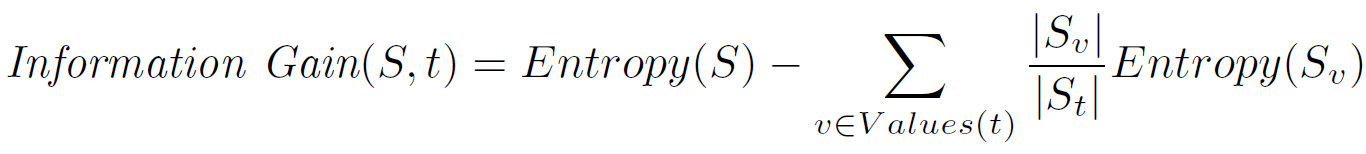 Information Gain(S, t) = Entropy(S) − ∑_{v∈Values(t)} |S_v|/|S_t| Entropy(S_v)